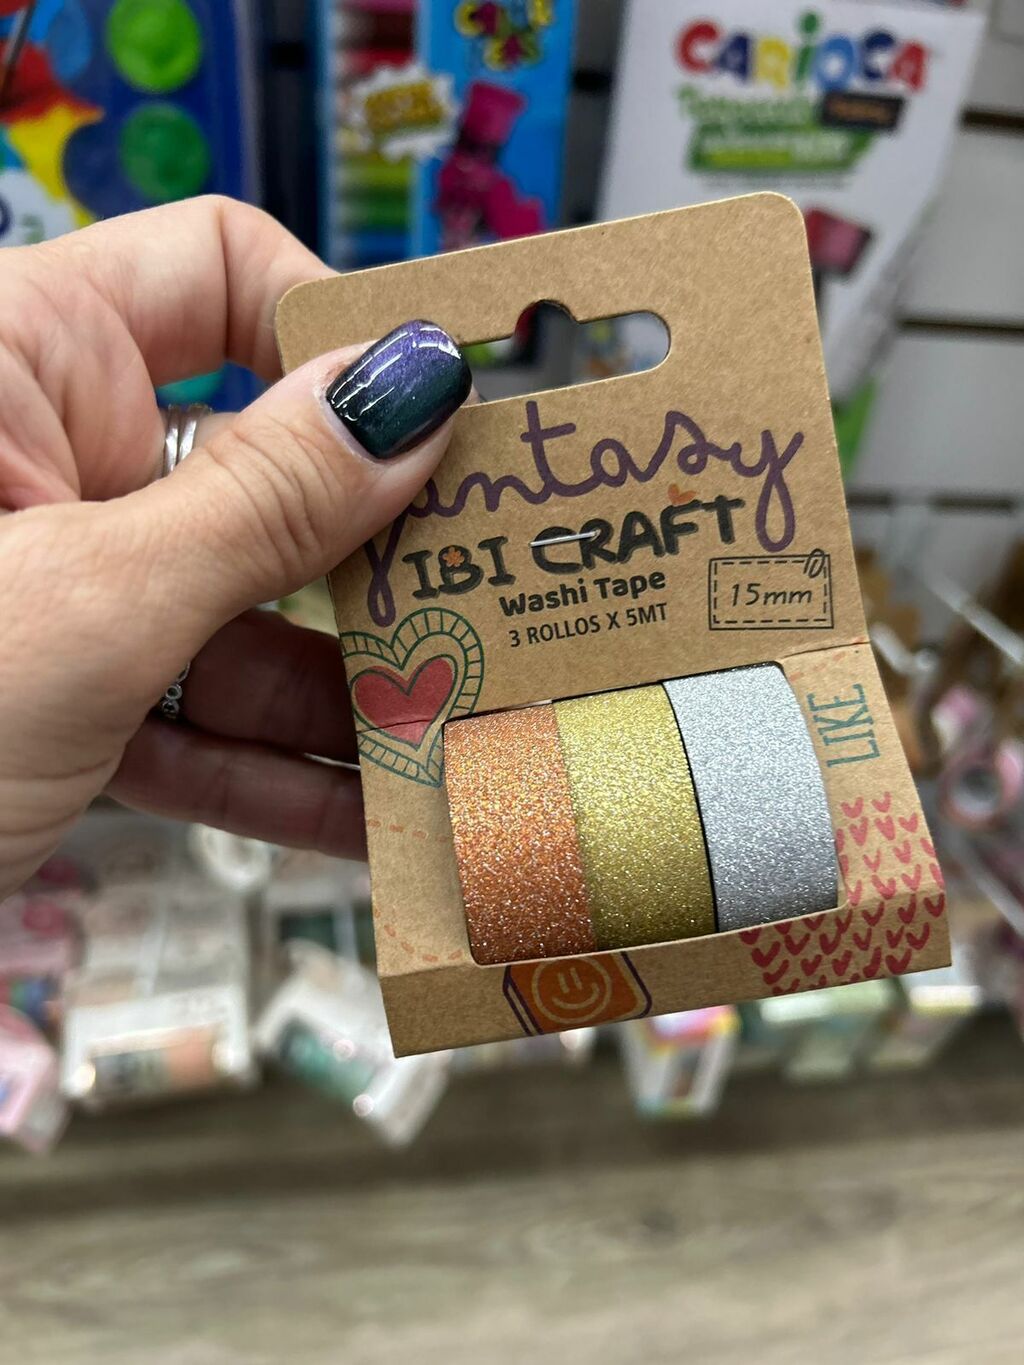 CARIOCA
fantasy
IBI CRAFT
Washi Tape
3 ROLLOS X 5MT
15mm
LIKE